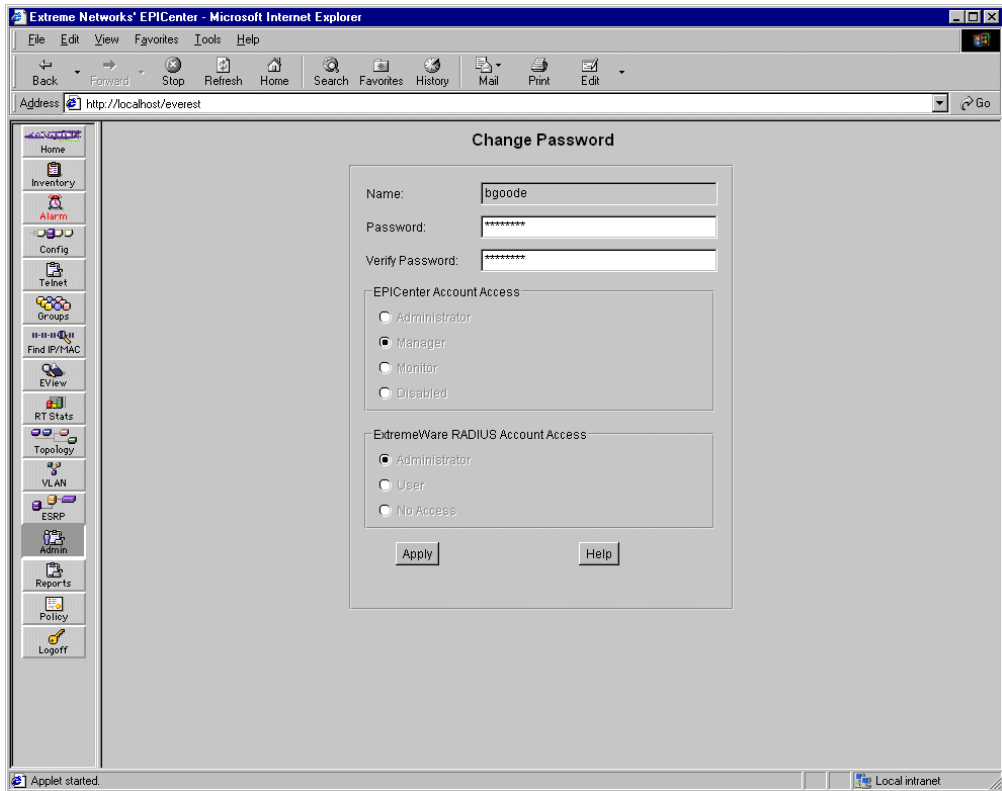 Extreme Networks' EPICenter - Microsoft Internet Explorer
File Edit View Favorites Tools Help
Back Forward Stop Refresh Home Search Favorites History Mail Print Edit
Address http://localhost/everest Go
Home
Inventory
Alarm
Config
Telnet
Groups
Find IP/MAC
EView
RT Stats
Topology
VLAN
ESRP
Admin
Reports
Policy
Logoff
Change Password
Name: bgoode
Password: ********
Verify Password: ********
EPICenter Account Access
Administrator
Manager
Monitor
Disabled
ExtremeWare RADIUS Account Access
Administrator
User
No Access
Apply Help
Applet started. Local intranet